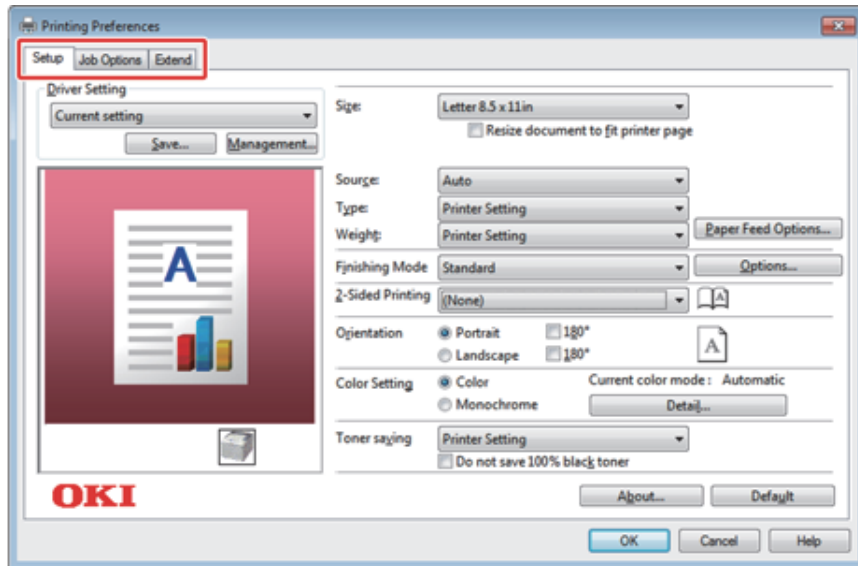 Printing Preferences
Setup Job Options Extend
Driver Setting
Current setting
Save... Management...
A
OKI
Size: Letter 8.5 x 11in
Resize document to fit printer page
Source: Auto
Type: Printer Setting
Weight: Printer Setting Paper Feed Options...
Finishing Mode Standard Options...
2-Sided Printing (None) A
Orientation Portrait 180°
Landscape 180° A
Color Setting Color Current color mode : Automatic
Monochrome Detail...
Toner saving Printer Setting
Do not save 100% black toner
About... Default
OK Cancel Help